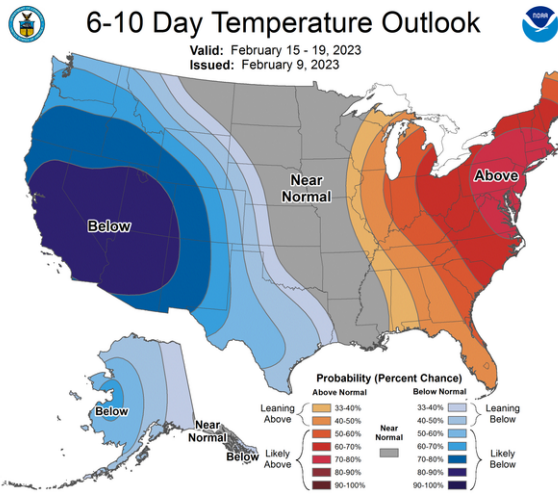 6-10 Day Temperature Outlook
Valid: February 15 - 19, 2023
Issued: February 9, 2023
NOAA
Near
Normal
Above
Below
Below
Near
Normal
Below
Probability (Percent Chance)
Above Normal
Below Normal
Leaning
Above
33-40%
40-50%
Likely
Above
50-60%
60-70%
70-80%
80-90%
90-100%
Near
Normal
33-40%
40-50%
Leaning
Below
50-60%
60-70%
70-80%
80-90%
90-100%
Likely
Below